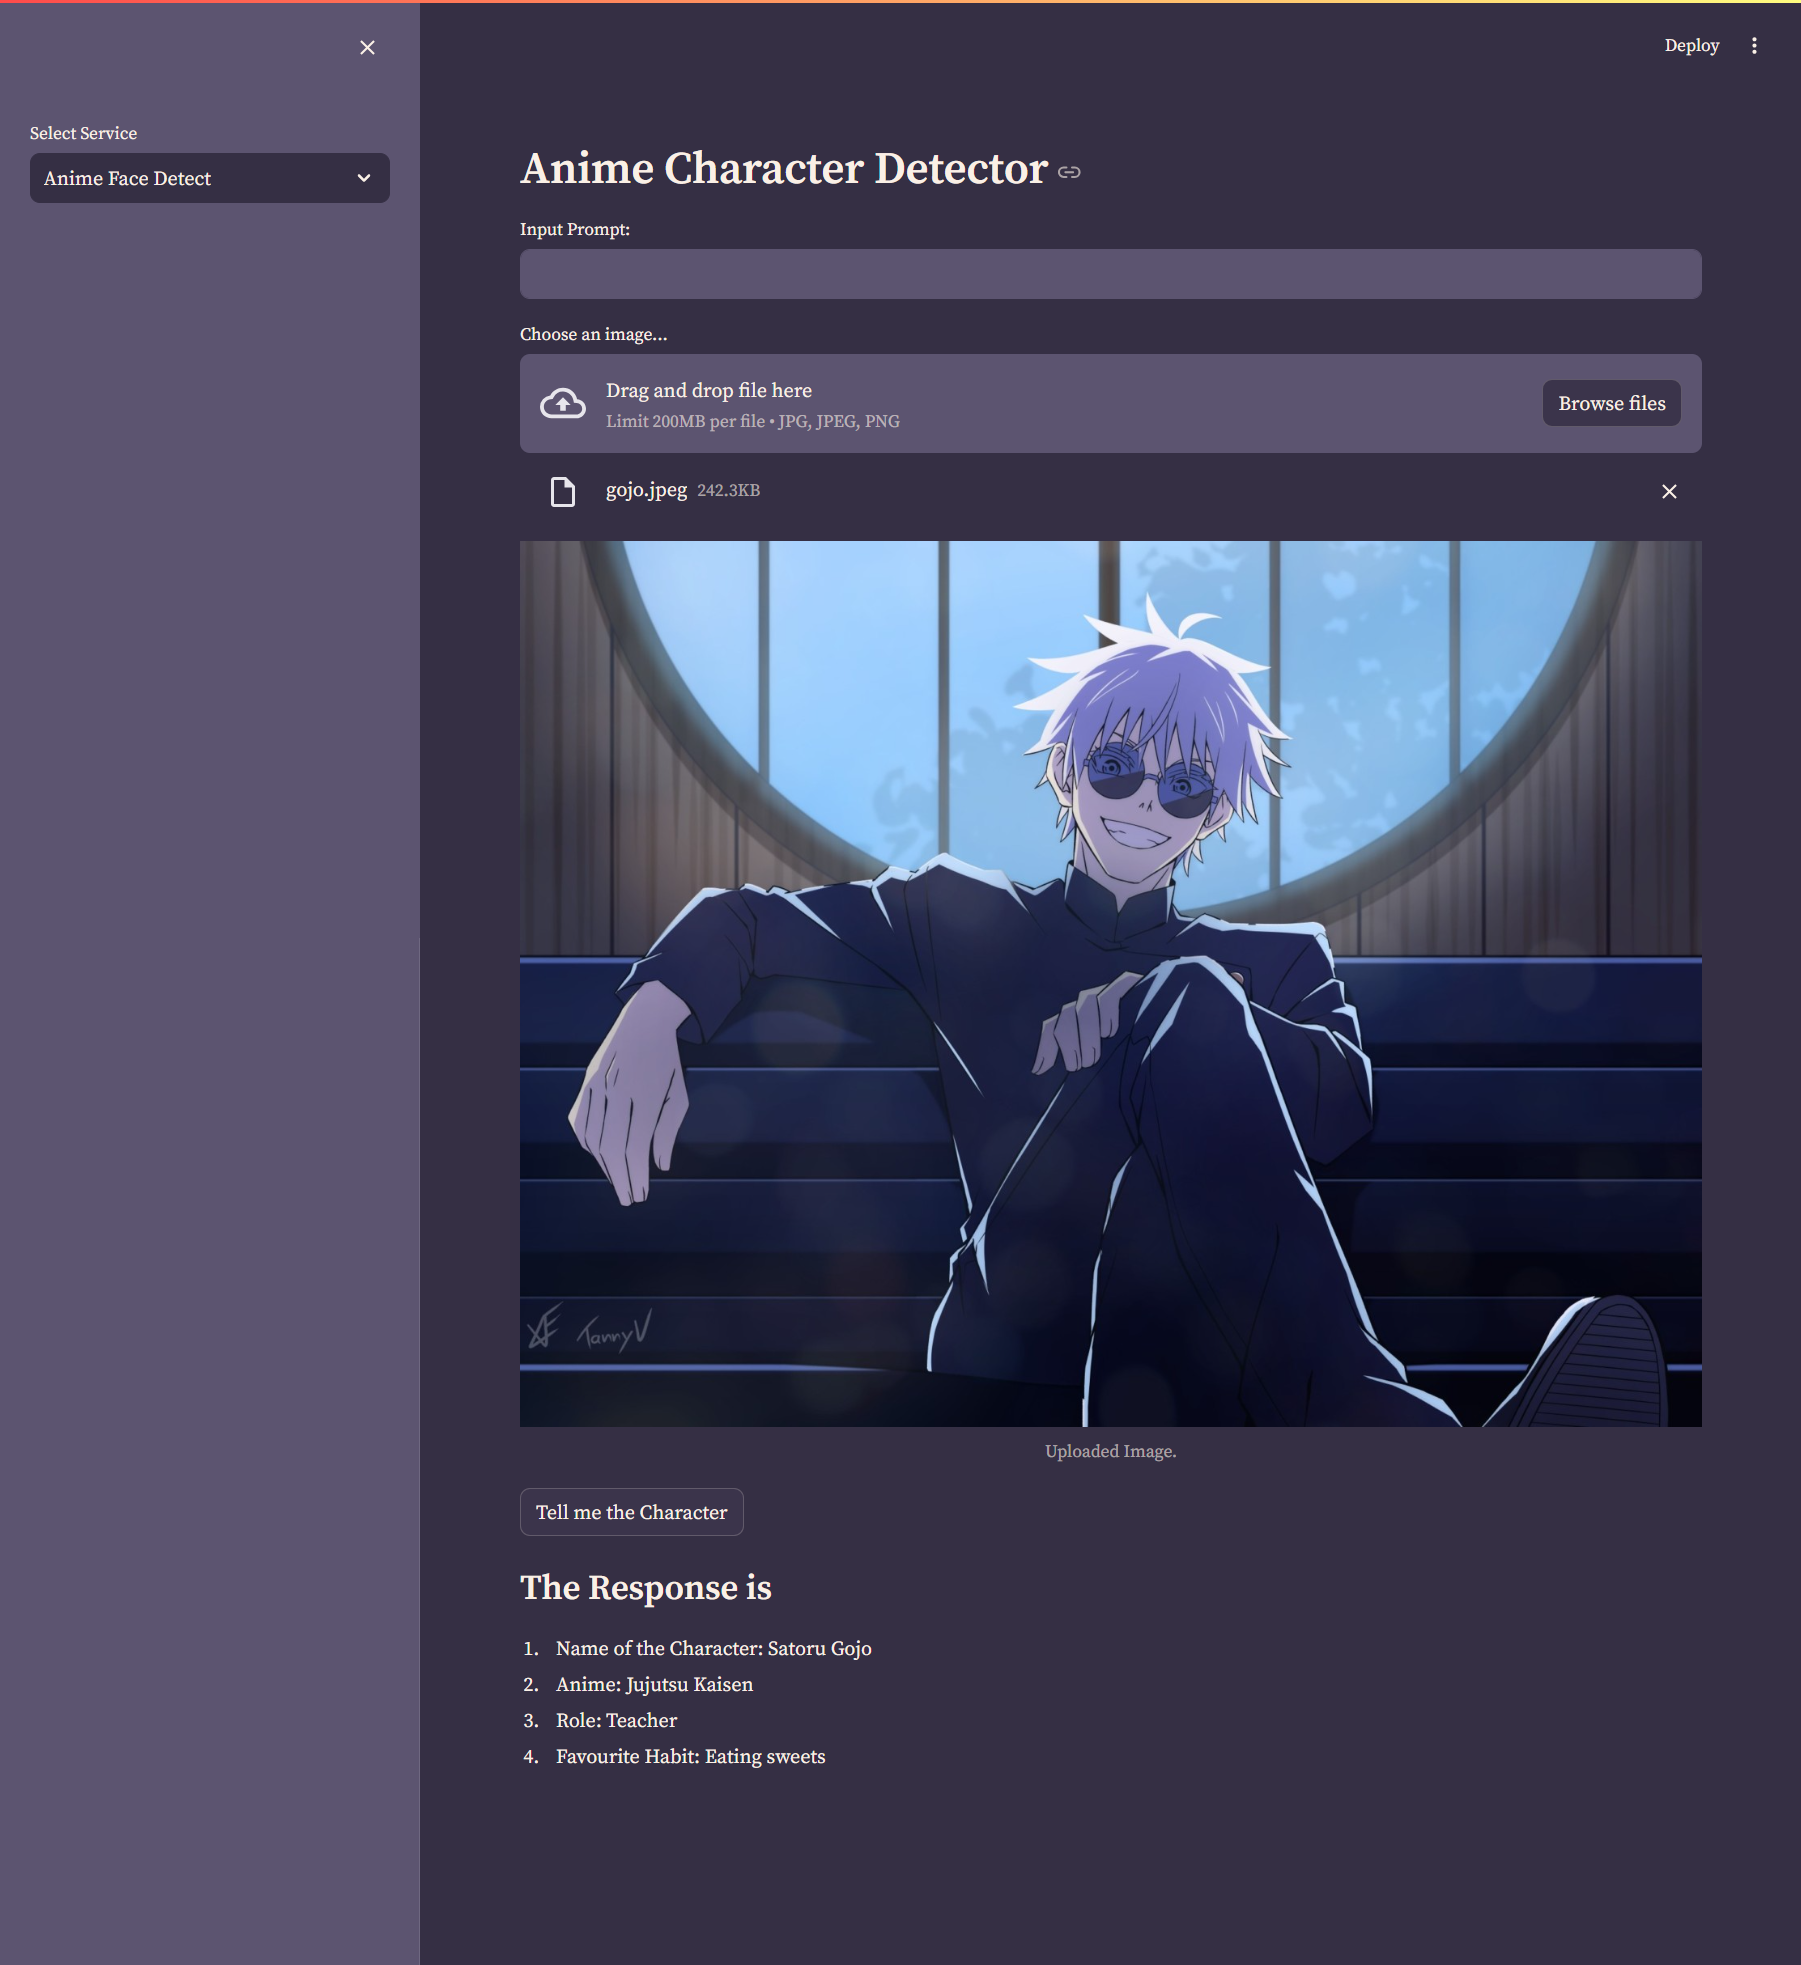 Deploy
Select Service
Anime Face Detect
Anime Character Detector
Input Prompt:
Choose an image...
Drag and drop file here
Limit 200MB per file • JPG, JPEG, PNG
Browse files
gojo.jpeg 242.3KB
TannyV
Uploaded Image.
Tell me the Character
The Response is
1. Name of the Character: Satoru Gojo
2. Anime: Jujutsu Kaisen
3. Role: Teacher
4. Favourite Habit: Eating sweets